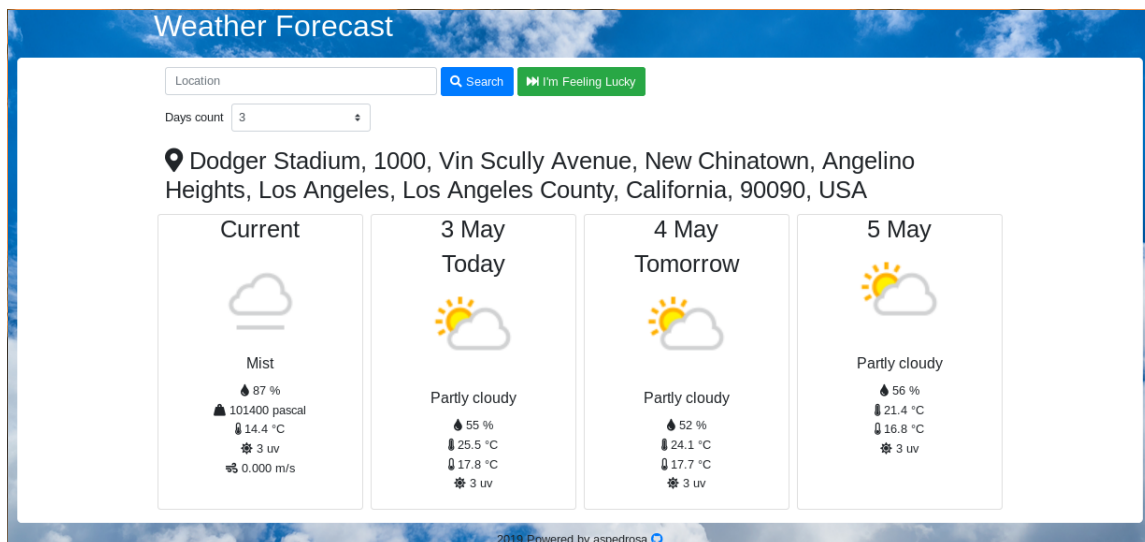 Weather Forecast
Location
Search
I'm Feeling Lucky
Days count
3
Dodger Stadium, 1000, Vin Scully Avenue, New Chinatown, Angelino
Heights, Los Angeles, Los Angeles County, California, 90090, USA
Current
Mist
87 %
101400 pascal
14.4 °C
3 uv
0.000 m/s
3 May
Today
Partly cloudy
55 %
25.5 °C
17.8 °C
3 uv
4 May
Tomorrow
Partly cloudy
52 %
24.1 °C
17.7 °C
3 uv
5 May
Partly cloudy
56 %
21.4 °C
16.8 °C
3 uv
2019 Powered by aspedrosa